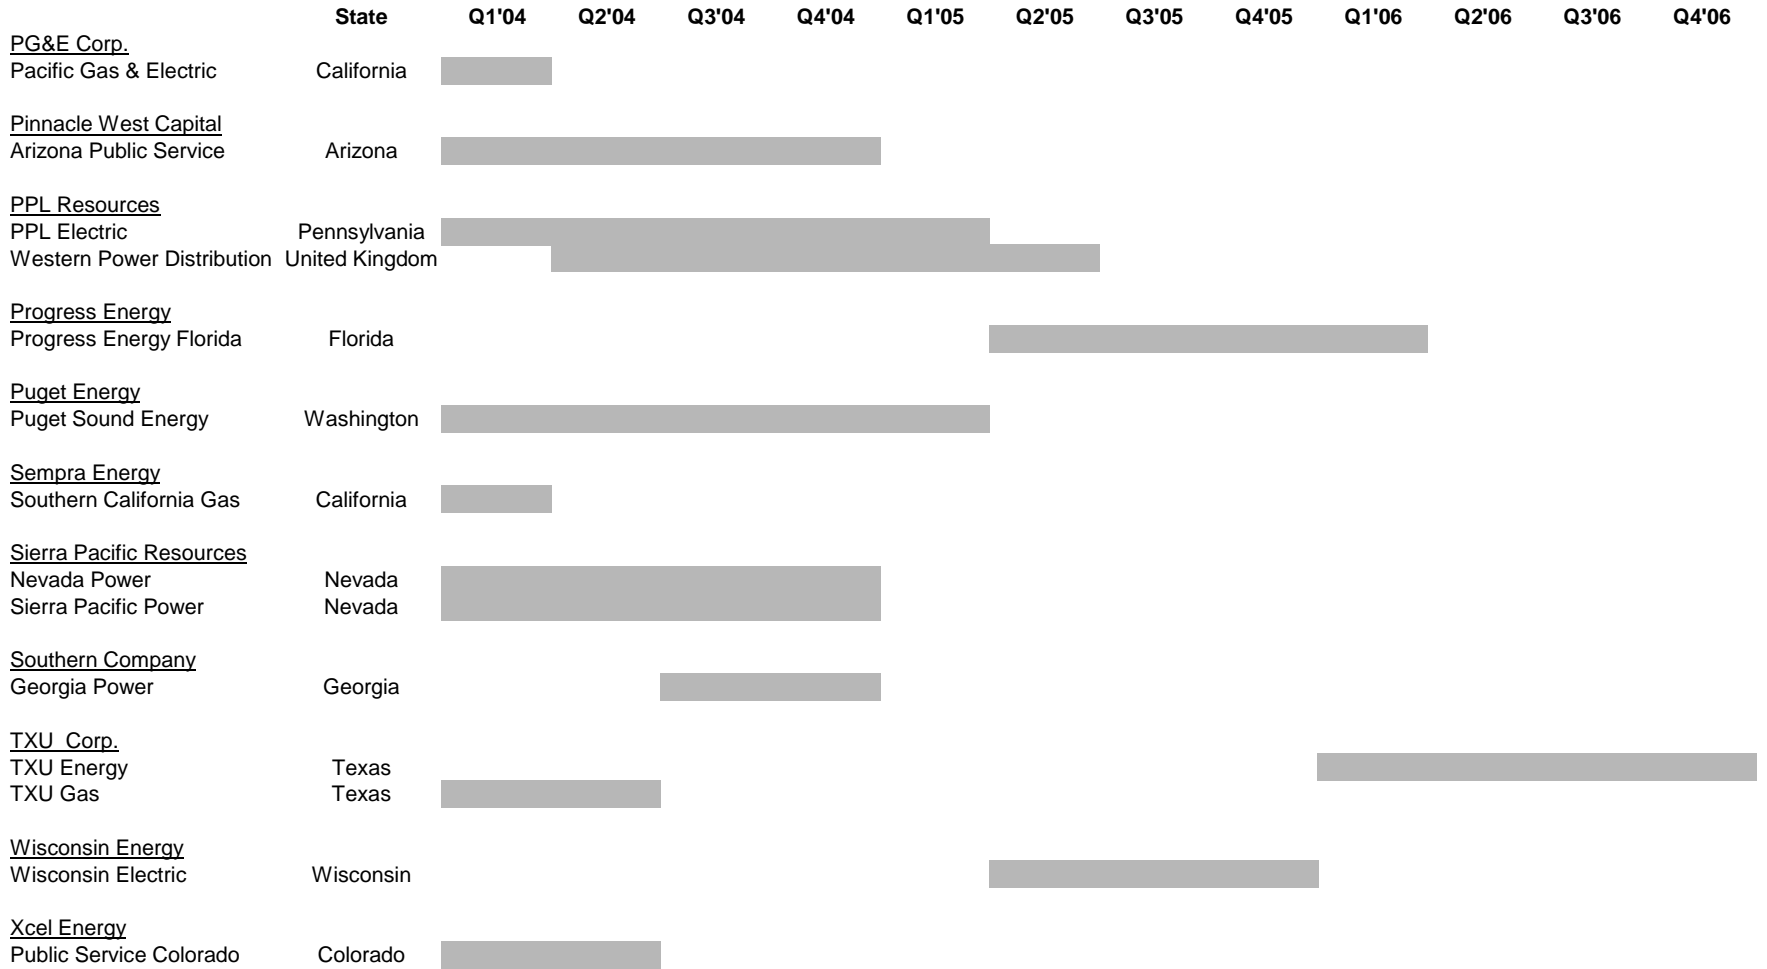 State Q1'04 Q2'04 Q3'04 Q4'04 Q1'05 Q2'05 Q3'05 Q4'05 Q1'06 Q2'06 Q3'06 Q4'06
PG&E Corp.
Pacific Gas & Electric California
Pinnacle West Capital
Arizona Public Service Arizona
PPL Resources
PPL Electric Pennsylvania
Western Power Distribution United Kingdom
Progress Energy
Progress Energy Florida Florida
Puget Energy
Puget Sound Energy Washington
Sempra Energy
Southern California Gas California
Sierra Pacific Resources
Nevada Power Nevada
Sierra Pacific Power Nevada
Southern Company
Georgia Power Georgia
TXU Corp.
TXU Energy Texas
TXU Gas Texas
Wisconsin Energy
Wisconsin Electric Wisconsin
Xcel Energy
Public Service Colorado Colorado